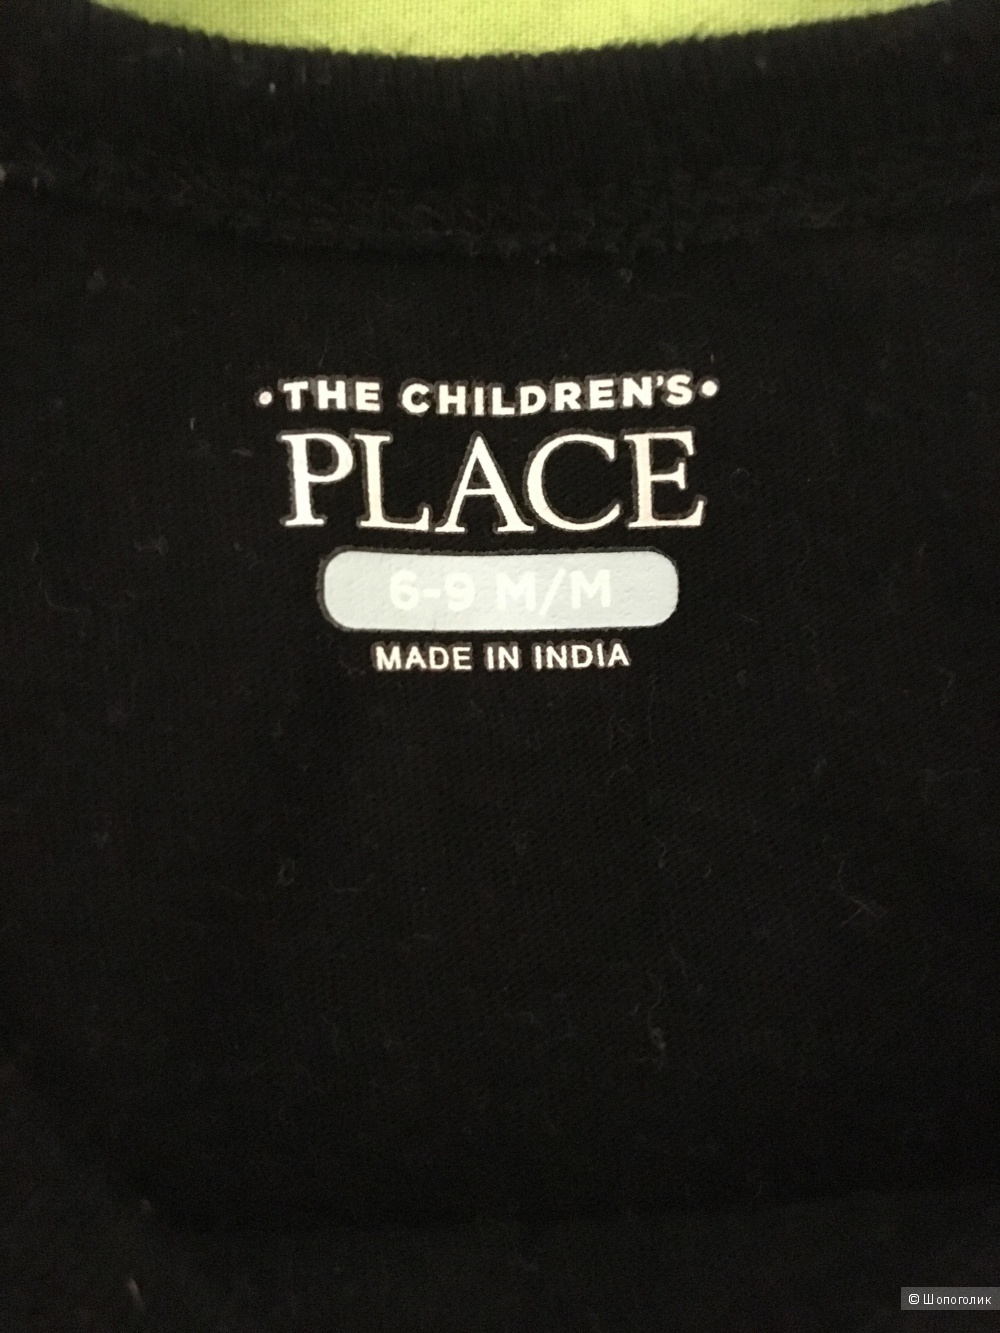 •THE CHILDREN'S•
PLACE
6-9 M/M
MADE IN INDIA
© Шопоголик